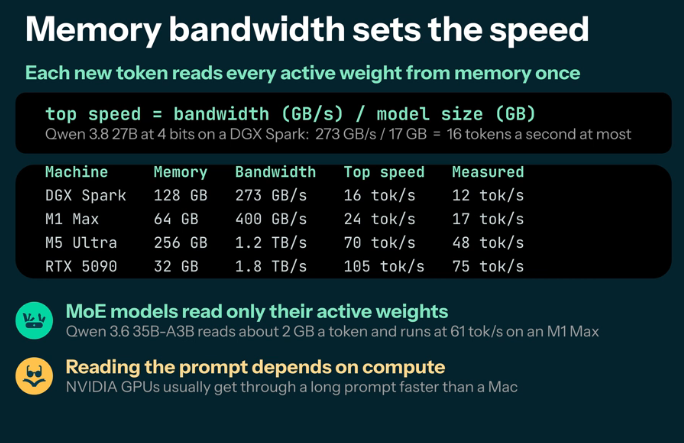 Memory bandwidth sets the speed
Each new token reads every active weight from memory once
top speed = bandwidth (GB/s) / model size (GB)
Qwen 3.8 27B at 4 bits on a DGX Spark: 273 GB/s / 17 GB = 16 tokens a second at most
Machine Memory Bandwidth Top speed Measured
DGX Spark 128 GB 273 GB/s 16 tok/s 12 tok/s
M1 Max 64 GB 400 GB/s 24 tok/s 17 tok/s
M5 Ultra 256 GB 1.2 TB/s 70 tok/s 48 tok/s
RTX 5090 32 GB 1.8 TB/s 105 tok/s 75 tok/s
MoE models read only their active weights
Qwen 3.6 35B-A3B reads about 2 GB a token and runs at 61 tok/s on an M1 Max
Reading the prompt depends on compute
NVIDIA GPUs usually get through a long prompt faster than a Mac